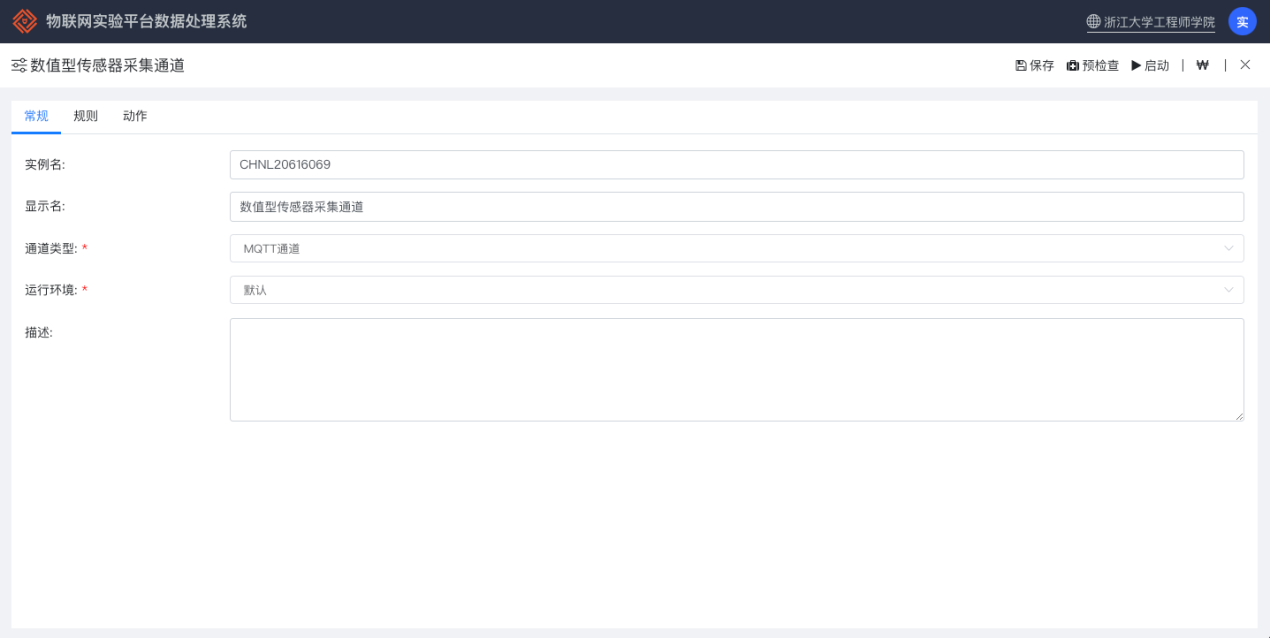 物联网实验平台数据处理系统 浙江大学工程师学院 实
数值型传感器采集通道 保存 预检查 启动 | ₩ |
常规 规则 动作
实例名: CHNL20616069
显示名: 数值型传感器采集通道
通道类型: * MQTT通道
运行环境: * 默认
描述: